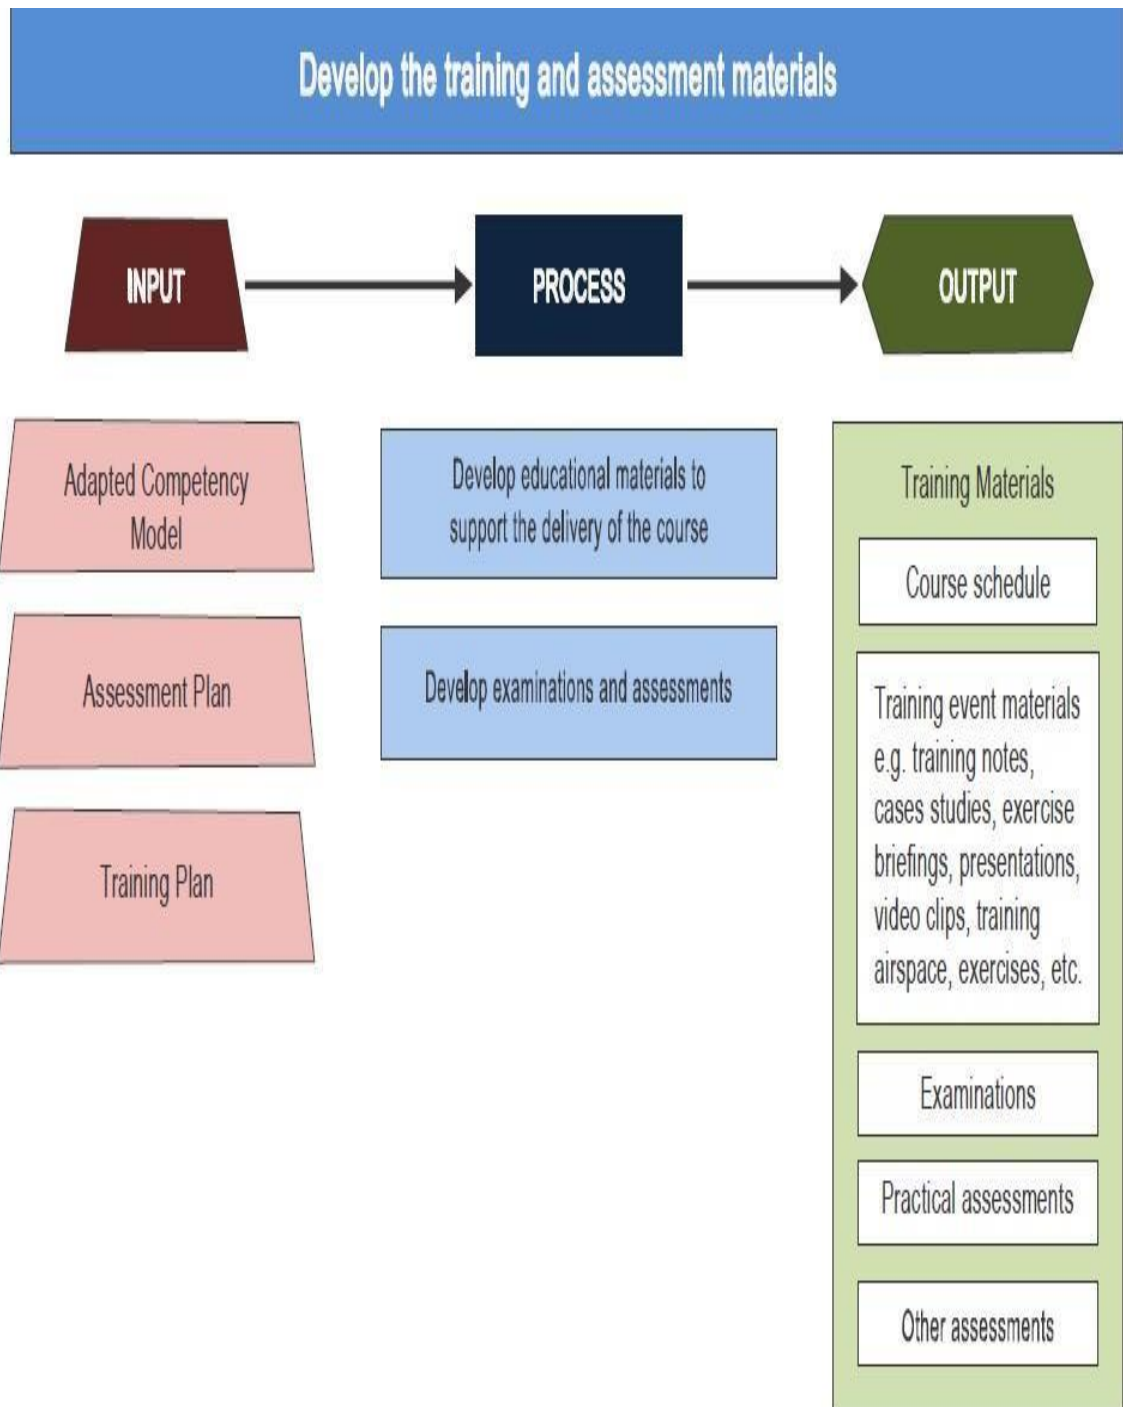 Develop the training and assessment materials
INPUT
PROCESS
OUTPUT
Adapted Competency
Model
Assessment Plan
Training Plan
Develop educational materials to
support the delivery of the course
Develop examinations and assessments
Training Materials
Course schedule
Training event materials
e.g. training notes,
cases studies, exercise
briefings, presentations,
video clips, training
airspace, exercises, etc.
Examinations
Practical assessments
Other assessments